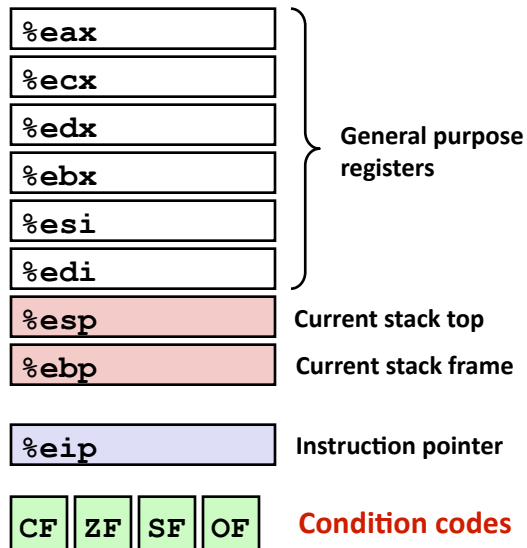 %eax
%ecx
%edx
%ebx
%esi
%edi
General purpose
registers
%esp Current stack top
%ebp Current stack frame
%eip Instruction pointer
CF ZF SF OF Condition codes